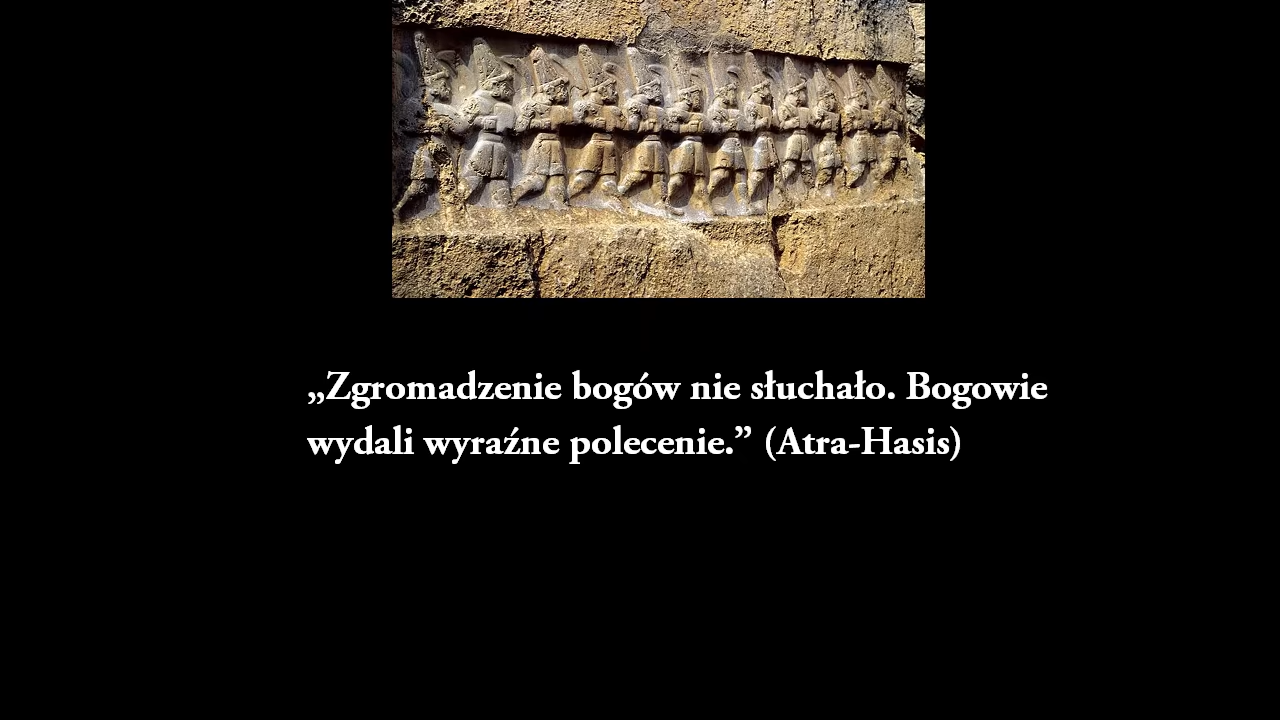 „Zgromadzenie bogów nie słuchało. Bogowie
wydali wyraźne polecenie.” (Atra-Hasis)